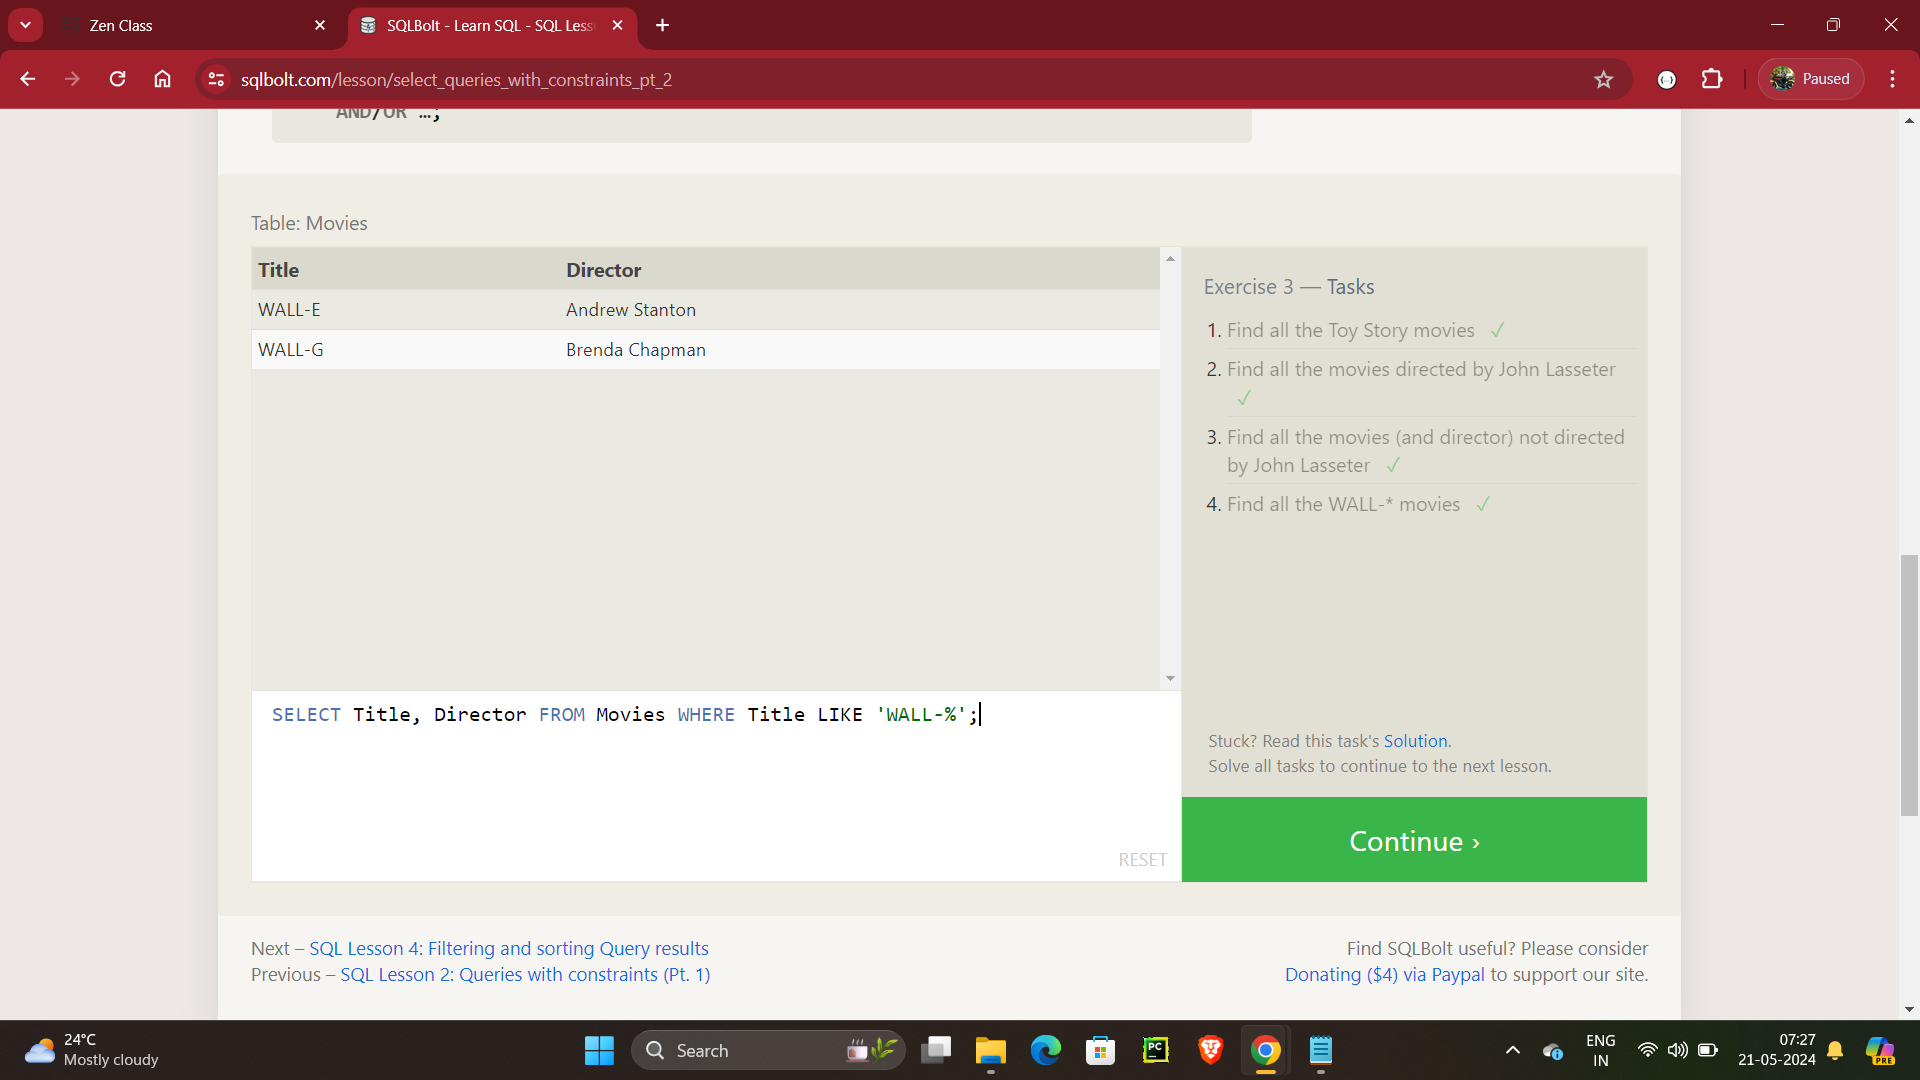 Zen Class
SQLBolt - Learn SQL - SQL Less
sqlbolt.com/lesson/select_queries_with_constraints_pt_2
Paused
AND/OR …;
Table: Movies
Title Director
WALL-E Andrew Stanton
WALL-G Brenda Chapman
Exercise 3 — Tasks
1. Find all the Toy Story movies ✓
2. Find all the movies directed by John Lasseter
✓
3. Find all the movies (and director) not directed
by John Lasseter ✓
4. Find all the WALL-* movies ✓
SELECT Title, Director FROM Movies WHERE Title LIKE 'WALL-%';
RESET
Stuck? Read this task's Solution.
Solve all tasks to continue to the next lesson.
Continue ›
Next – SQL Lesson 4: Filtering and sorting Query results
Previous – SQL Lesson 2: Queries with constraints (Pt. 1)
Find SQLBolt useful? Please consider
Donating ($4) via Paypal to support our site.
24°C
Mostly cloudy
Search
PC
ENG
IN
07:27
21-05-2024
PRE